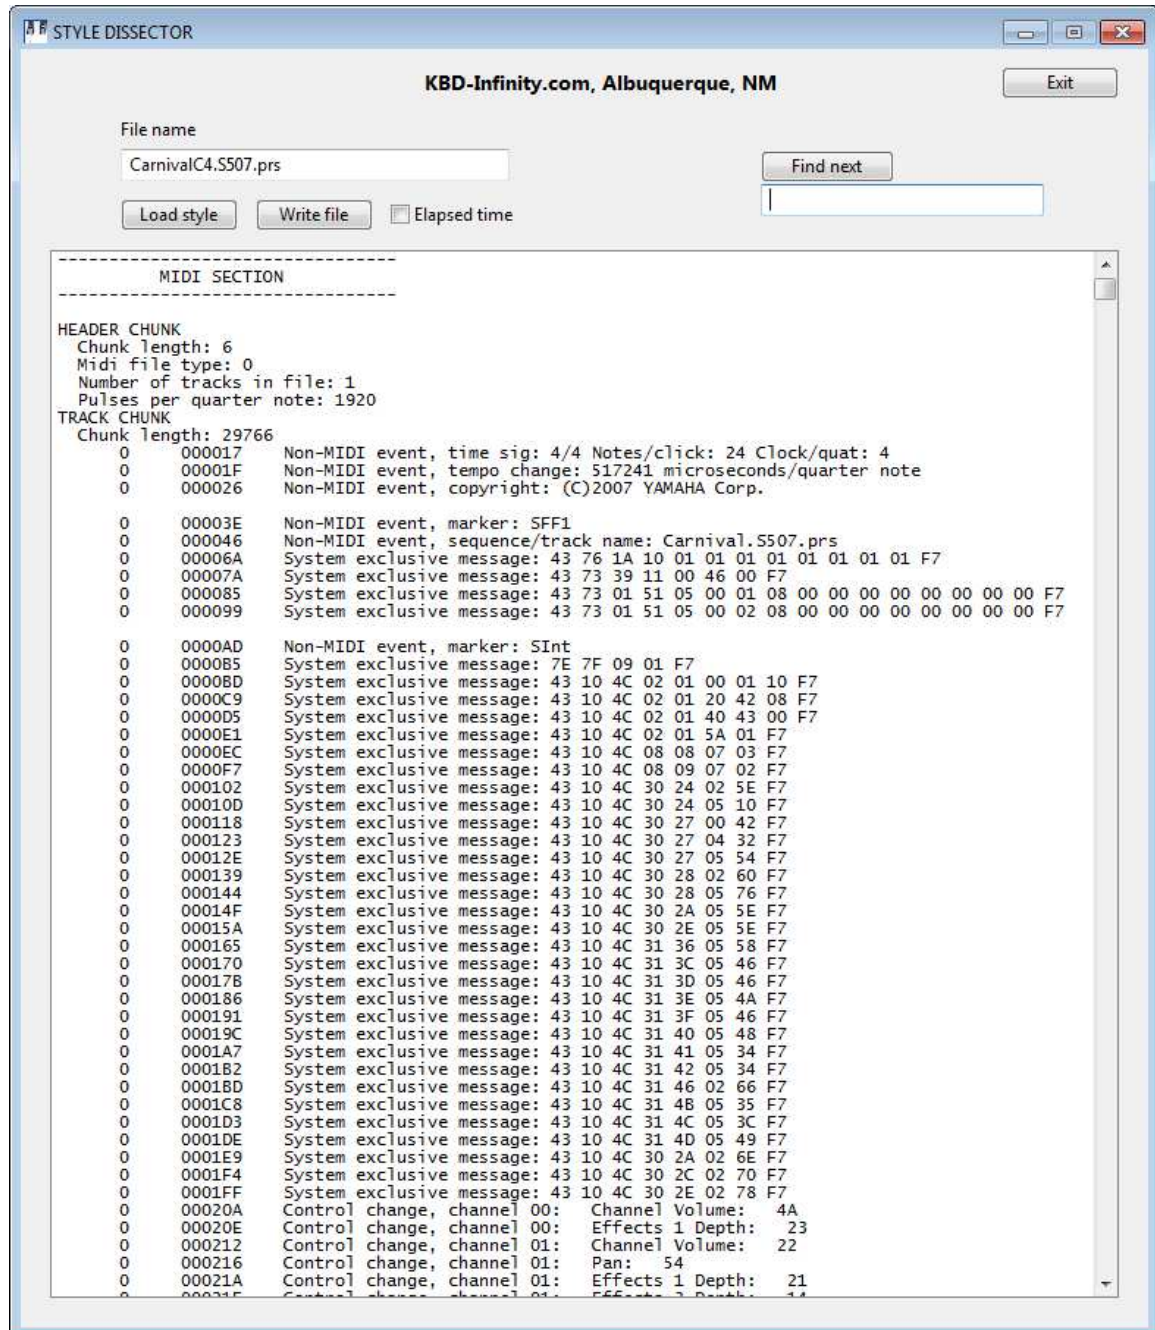 STYLE DISSECTOR
KBD-Infinity.com, Albuquerque, NM
Exit
File name
CarnivalC4.S507.prs
Find next
Load style
Write file
Elapsed time
---------------------------------
MIDI SECTION
---------------------------------
HEADER CHUNK
Chunk length: 6
Midi file type: 0
Number of tracks in file: 1
Pulses per quarter note: 1920
TRACK CHUNK
Chunk length: 29766
0 000017 Non-MIDI event, time sig: 4/4 Notes/click: 24 Clock/quat: 4
0 00001F Non-MIDI event, tempo change: 517241 microseconds/quarter note
0 000026 Non-MIDI event, copyright: (C)2007 YAMAHA Corp.
0 00003E Non-MIDI event, marker: SFF1
0 000046 Non-MIDI event, sequence/track name: Carnival.S507.prs
0 00006A System exclusive message: 43 76 1A 10 01 01 01 01 01 01 01 01 F7
0 00007A System exclusive message: 43 73 39 11 00 46 00 F7
0 000085 System exclusive message: 43 73 01 51 05 00 01 08 00 00 00 00 00 00 00 00 F7
0 000099 System exclusive message: 43 73 01 51 05 00 02 08 00 00 00 00 00 00 00 00 F7
0 0000AD Non-MIDI event, marker: SInt
0 0000B5 System exclusive message: 7E 7F 09 01 F7
0 0000BD System exclusive message: 43 10 4C 02 01 00 01 10 F7
0 0000C9 System exclusive message: 43 10 4C 02 01 20 42 08 F7
0 0000D5 System exclusive message: 43 10 4C 02 01 40 43 00 F7
0 0000E1 System exclusive message: 43 10 4C 02 01 5A 01 F7
0 0000EC System exclusive message: 43 10 4C 08 08 07 03 F7
0 0000F7 System exclusive message: 43 10 4C 08 09 07 02 F7
0 000102 System exclusive message: 43 10 4C 30 24 02 5E F7
0 00010D System exclusive message: 43 10 4C 30 24 05 10 F7
0 000118 System exclusive message: 43 10 4C 30 27 00 42 F7
0 000123 System exclusive message: 43 10 4C 30 27 04 32 F7
0 00012E System exclusive message: 43 10 4C 30 27 05 54 F7
0 000139 System exclusive message: 43 10 4C 30 28 02 60 F7
0 000144 System exclusive message: 43 10 4C 30 28 05 76 F7
0 00014F System exclusive message: 43 10 4C 30 2A 05 5E F7
0 00015A System exclusive message: 43 10 4C 30 2E 05 5E F7
0 000165 System exclusive message: 43 10 4C 31 36 05 58 F7
0 000170 System exclusive message: 43 10 4C 31 3C 05 46 F7
0 00017B System exclusive message: 43 10 4C 31 3D 05 46 F7
0 000186 System exclusive message: 43 10 4C 31 3E 05 4A F7
0 000191 System exclusive message: 43 10 4C 31 3F 05 46 F7
0 00019C System exclusive message: 43 10 4C 31 40 05 48 F7
0 0001A7 System exclusive message: 43 10 4C 31 41 05 34 F7
0 0001B2 System exclusive message: 43 10 4C 31 42 05 34 F7
0 0001BD System exclusive message: 43 10 4C 31 46 02 66 F7
0 0001C8 System exclusive message: 43 10 4C 31 4B 05 35 F7
0 0001D3 System exclusive message: 43 10 4C 31 4C 05 3C F7
0 0001DE System exclusive message: 43 10 4C 31 4D 05 49 F7
0 0001E9 System exclusive message: 43 10 4C 30 2A 02 6E F7
0 0001F4 System exclusive message: 43 10 4C 30 2C 02 70 F7
0 0001FF System exclusive message: 43 10 4C 30 2E 02 78 F7
0 00020A Control change, channel 00: Channel Volume: 4A
0 00020E Control change, channel 00: Effects 1 Depth: 23
0 000212 Control change, channel 01: Channel Volume: 22
0 000216 Control change, channel 01: Pan: 54
0 00021A Control change, channel 01: Effects 1 Depth: 21